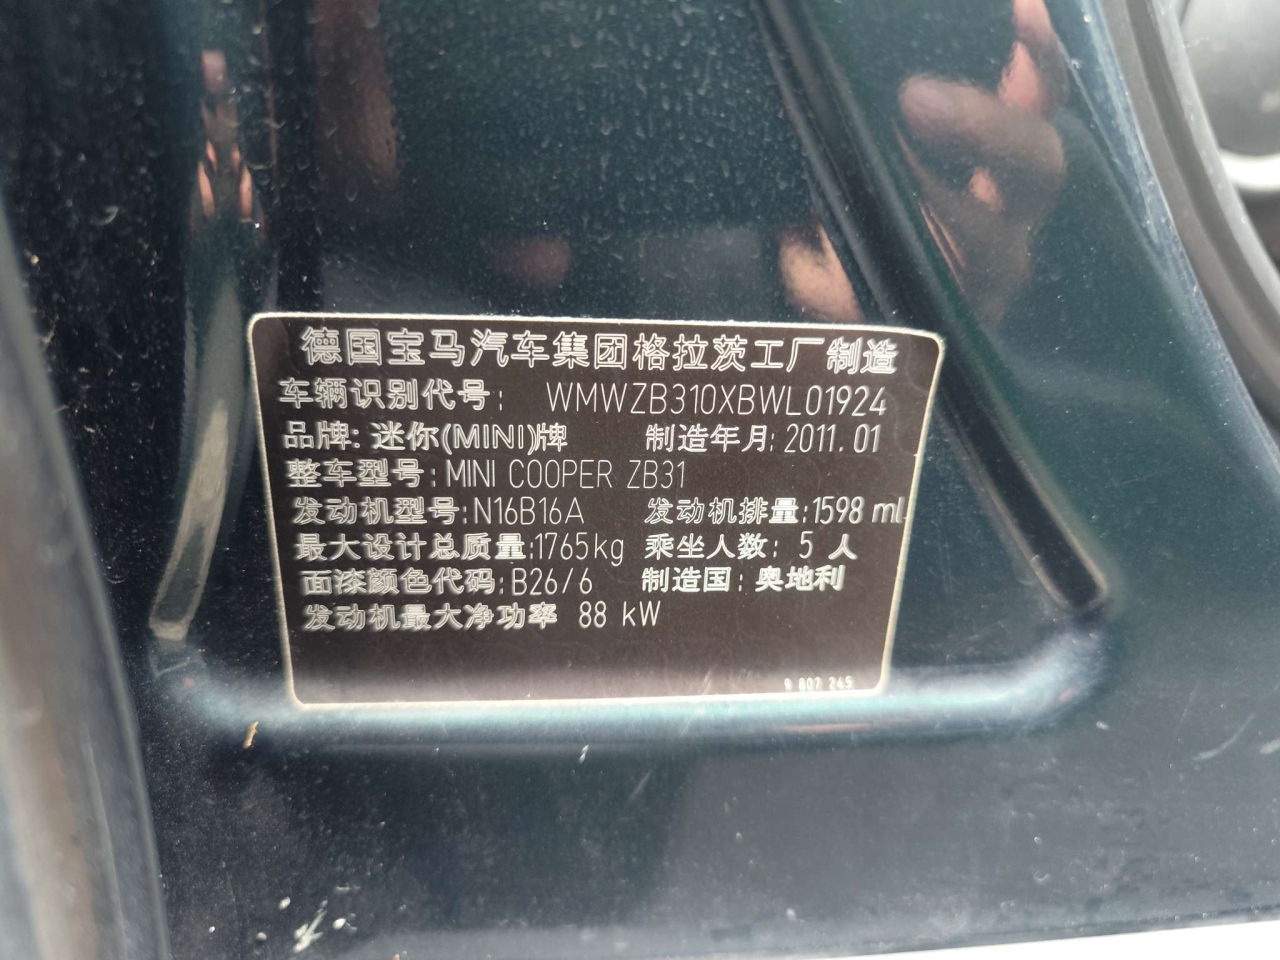 德国宝马汽车集团格拉茨工厂制造
车辆识别代号: WMWZB310XBWL01924
品牌: 迷你(MINI)牌 制造年月: 2011.01
整车型号: MINI COOPER ZB31
发动机型号: N16B16A 发动机排量: 1598 ml
最大设计总质量: 1765kg 乘坐人数: 5 人
面漆颜色代码: B26/6 制造国: 奥地利
发动机最大净功率 88 kW
9 807 265